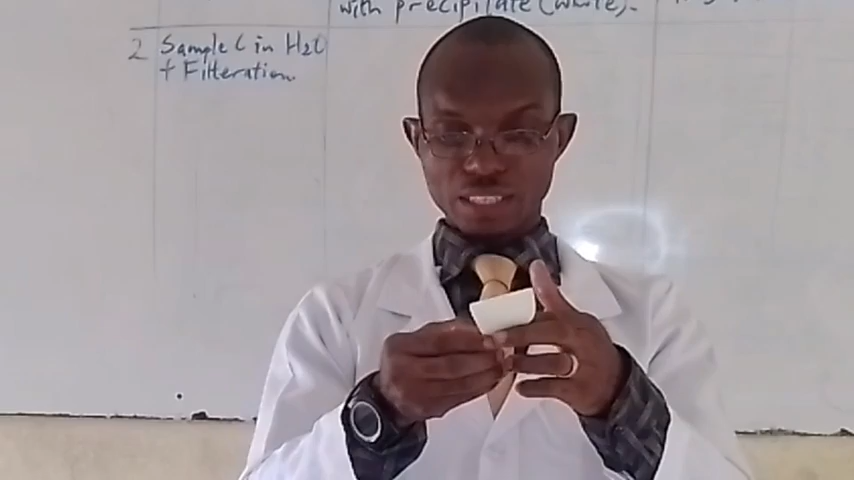 with precipitate (white).
2 Sample C in H2O
+ Filteration.